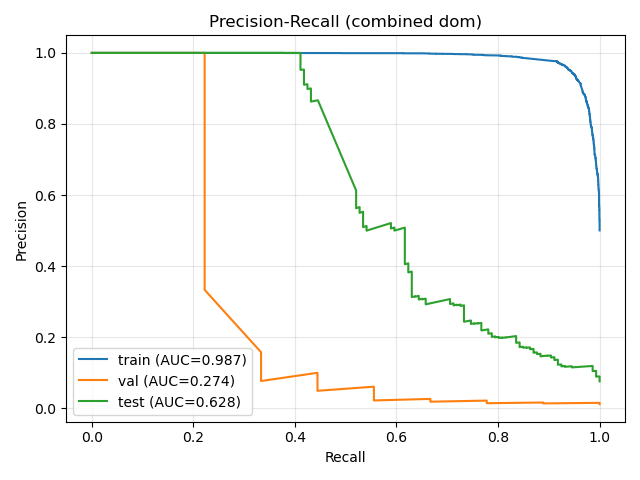 Precision-Recall (combined dom)
Precision
1.0
0.8
0.6
0.4
0.2
0.0
train (AUC=0.987)
val (AUC=0.274)
test (AUC=0.628)
0.0 0.2 0.4 0.6 0.8 1.0
Recall